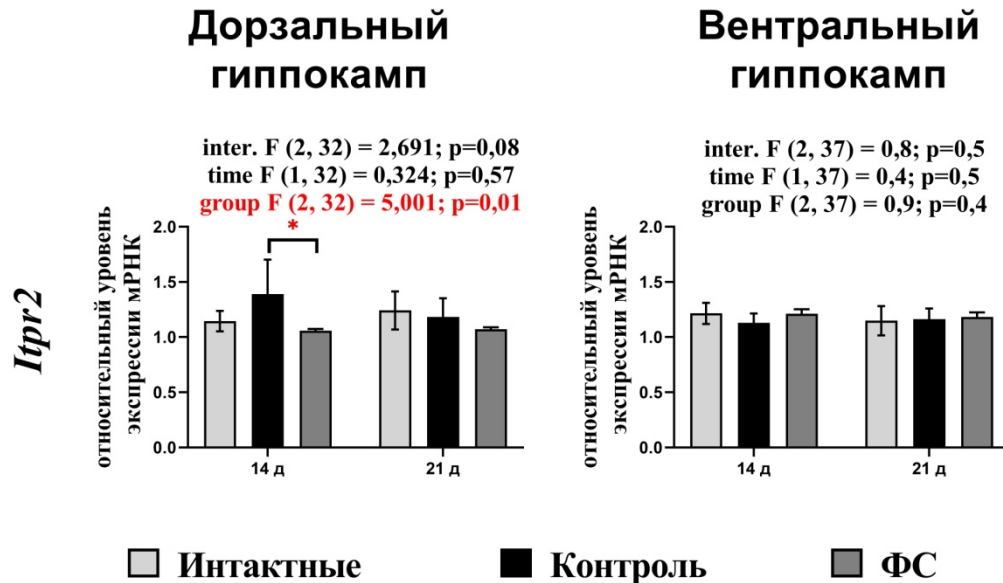 Дорзальный
гиппокамп
inter. F (2, 32) = 2,691; p=0,08
time F (1, 32) = 0,324; p=0,57
group F (2, 32) = 5,001; p=0,01
*
относительный уровень
экспрессии мРНК
2.0
1.5
1.0
0.5
0.0
14 д
21 д
Вентральный
гиппокамп
inter. F (2, 37) = 0,8; p=0,5
time F (1, 37) = 0,4; p=0,5
group F (2, 37) = 0,9; p=0,4
относительный уровень
экспрессии мРНК
2.0
1.5
1.0
0.5
0.0
14 д
21 д
Itpr2
Интактные
Контроль
ФС